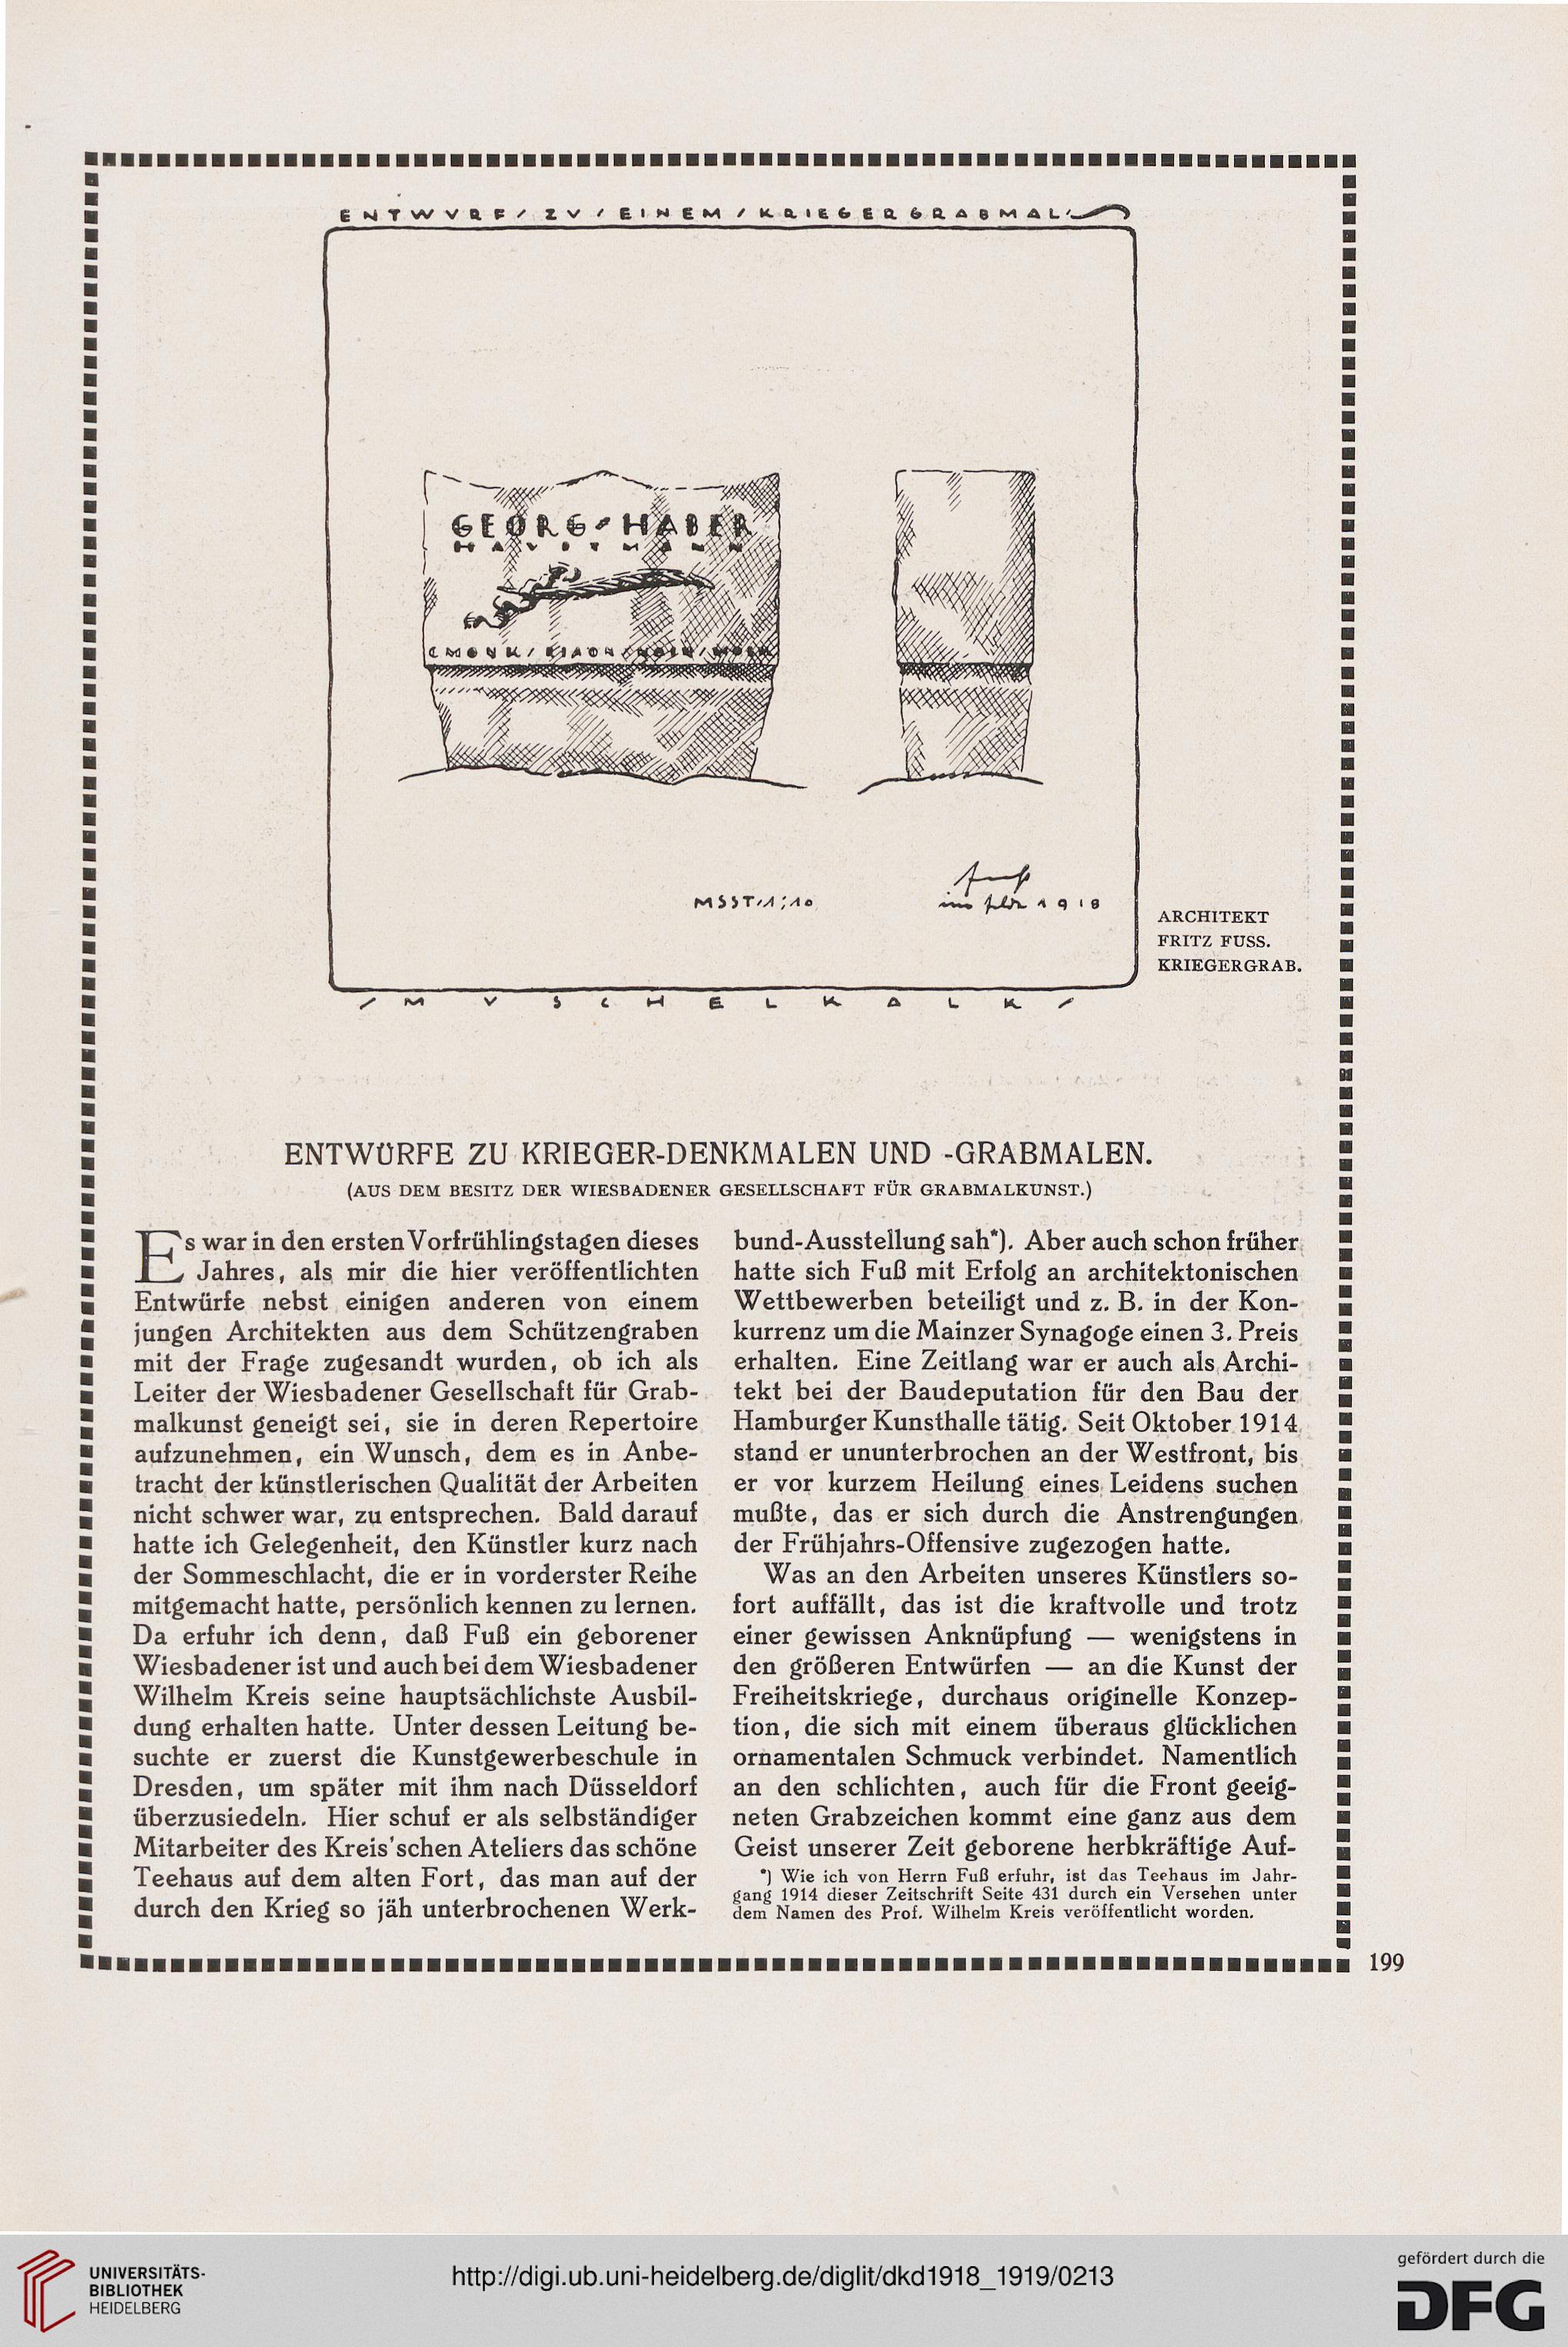 ENTWVRF / ZV / EINEM / KRIEGERGRABMAL
GEORG / HABER
HAVPTMANN
MSST. 1:10
Fuß
im Felde 1918
ARCHITEKT
FRITZ FUSS.
KRIEGERGRAB.
/ MVSCHELKALK /
ENTWÜRFE ZU KRIEGER-DENKMALEN UND -GRABMALEN.
(AUS DEM BESITZ DER WIESBADENER GESELLSCHAFT FÜR GRABMALKUNST.)
Es war in den ersten Vorfrühlingstagen dieses
Jahres, als mir die hier veröffentlichten
Entwürfe nebst einigen anderen von einem
jungen Architekten aus dem Schützengraben
mit der Frage zugesandt wurden, ob ich als
Leiter der Wiesbadener Gesellschaft für Grab-
malkunst geneigt sei, sie in deren Repertoire
aufzunehmen, ein Wunsch, dem es in Anbe-
tracht der künstlerischen Qualität der Arbeiten
nicht schwer war, zu entsprechen. Bald darauf
hatte ich Gelegenheit, den Künstler kurz nach
der Sommeschlacht, die er in vorderster Reihe
mitgemacht hatte, persönlich kennen zu lernen.
Da erfuhr ich denn, daß Fuß ein geborener
Wiesbadener ist und auch bei dem Wiesbadener
Wilhelm Kreis seine hauptsächlichste Ausbil-
dung erhalten hatte. Unter dessen Leitung be-
suchte er zuerst die Kunstgewerbeschule in
Dresden, um später mit ihm nach Düsseldorf
überzusiedeln. Hier schuf er als selbständiger
Mitarbeiter des Kreis'schen Ateliers das schöne
Teehaus auf dem alten Fort, das man auf der
durch den Krieg so jäh unterbrochenen Werk-
bund-Ausstellung sah*). Aber auch schon früher
hatte sich Fuß mit Erfolg an architektonischen
Wettbewerben beteiligt und z. B. in der Kon-
kurrenz um die Mainzer Synagoge einen 3. Preis
erhalten. Eine Zeitlang war er auch als Archi-
tekt bei der Baudeputation für den Bau der
Hamburger Kunsthalle tätig. Seit Oktober 1914
stand er ununterbrochen an der Westfront, bis
er vor kurzem Heilung eines Leidens suchen
mußte, das er sich durch die Anstrengungen
der Frühjahrs-Offensive zugezogen hatte.
Was an den Arbeiten unseres Künstlers so-
fort auffällt, das ist die kraftvolle und trotz
einer gewissen Anknüpfung — wenigstens in
den größeren Entwürfen — an die Kunst der
Freiheitskriege, durchaus originelle Konzep-
tion, die sich mit einem überaus glücklichen
ornamentalen Schmuck verbindet. Namentlich
an den schlichten, auch für die Front geeig-
neten Grabzeichen kommt eine ganz aus dem
Geist unserer Zeit geborene herbkräftige Auf-
*) Wie ich von Herrn Fuß erfuhr, ist das Teehaus im Jahr-
gang 1914 dieser Zeitschrift Seite 431 durch ein Versehen unter
dem Namen des Prof. Wilhelm Kreis veröffentlicht worden.
199
UNIVERSITÄTS-
BIBLIOTHEK
HEIDELBERG
http://digi.ub.uni-heidelberg.de/diglit/dkd1918_1919/0213
gefördert durch die
DFG